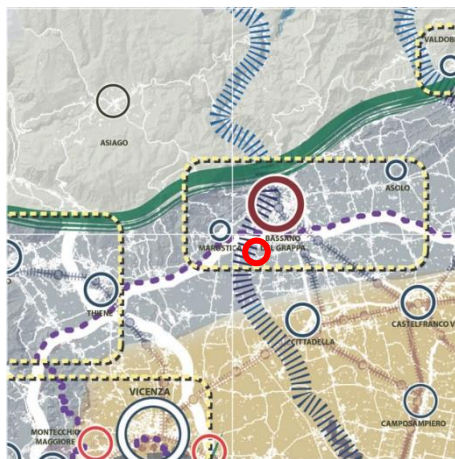 VALDOB
ASIAGO
ASOLO
BASSANO
MAROSTICA
DEL GRAPPA
THIENE
CASTELFRANCO V
CITTADELLA
VICENZA
CAMPOSAMPIERO
MONTECCHIO
MAGGIORE